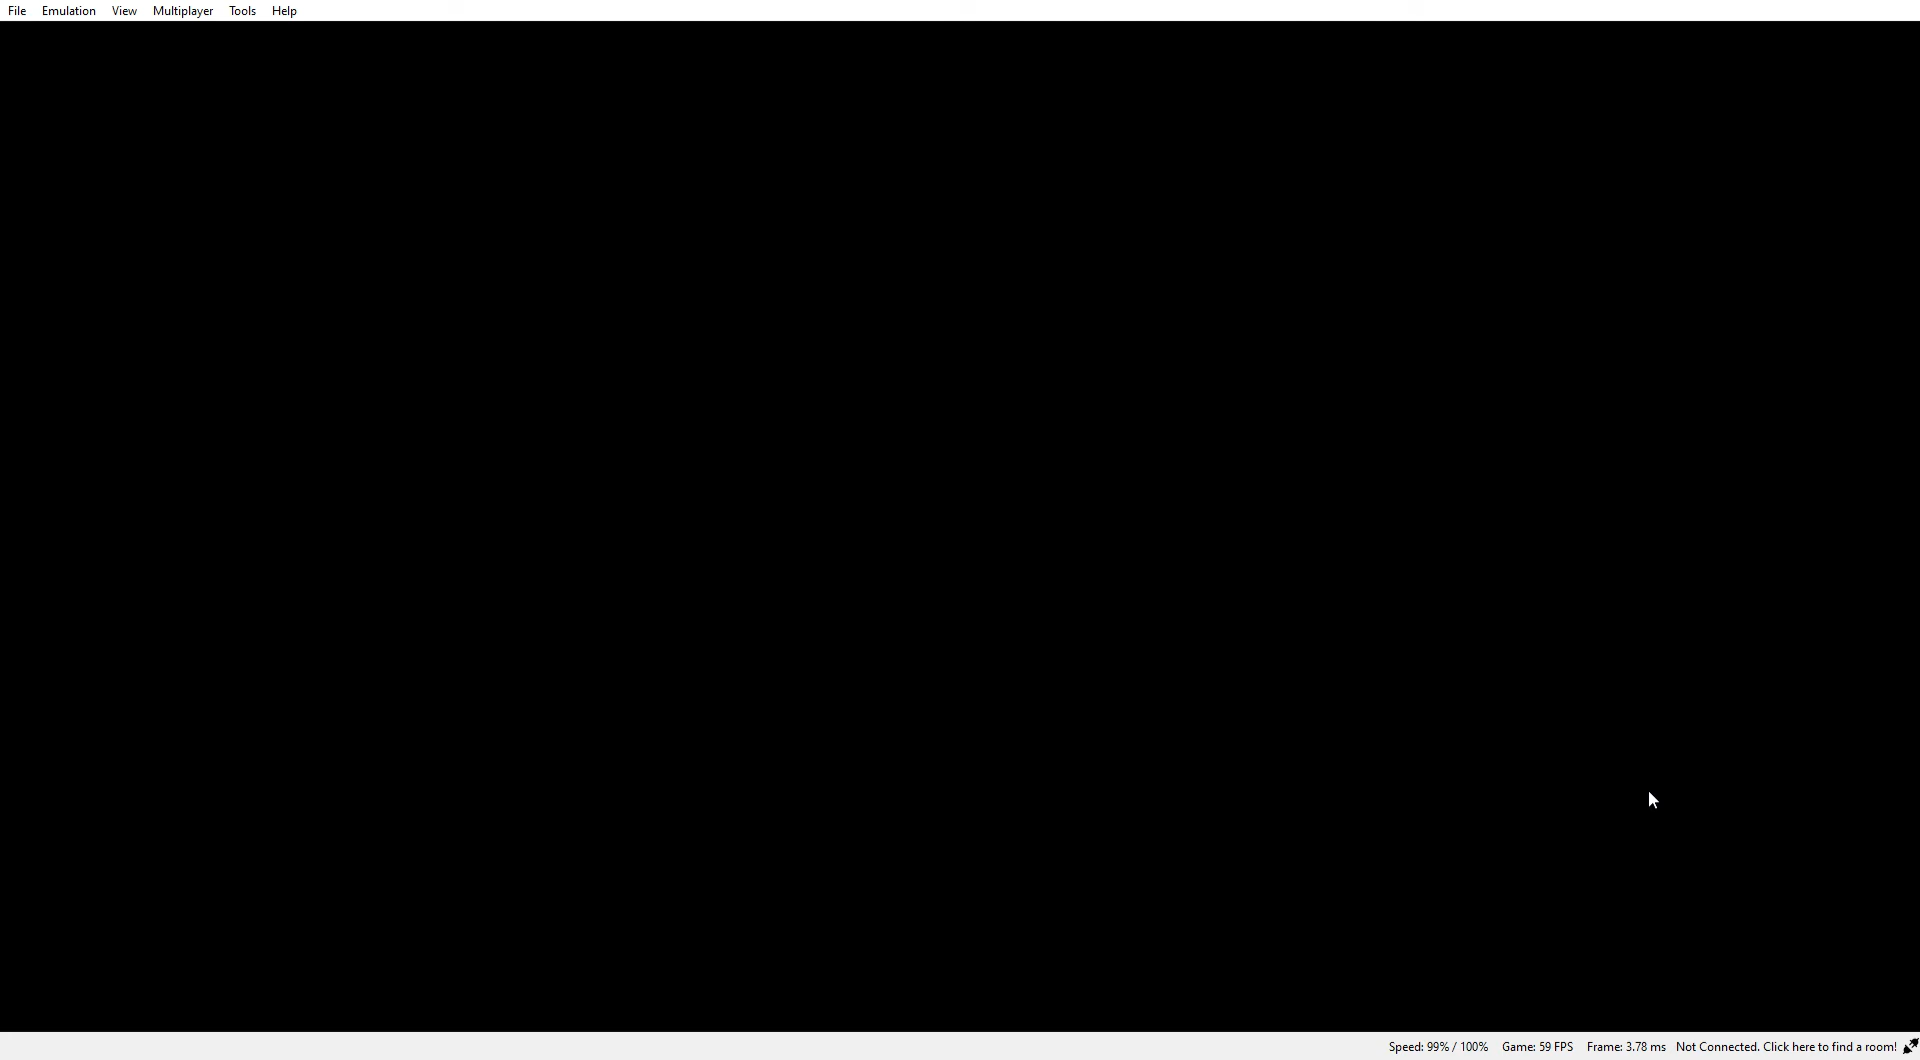 File Emulation View Multiplayer Tools Help
Speed: 99% / 100% Game: 59 FPS Frame: 3.78 ms Not Connected. Click here to find a room!